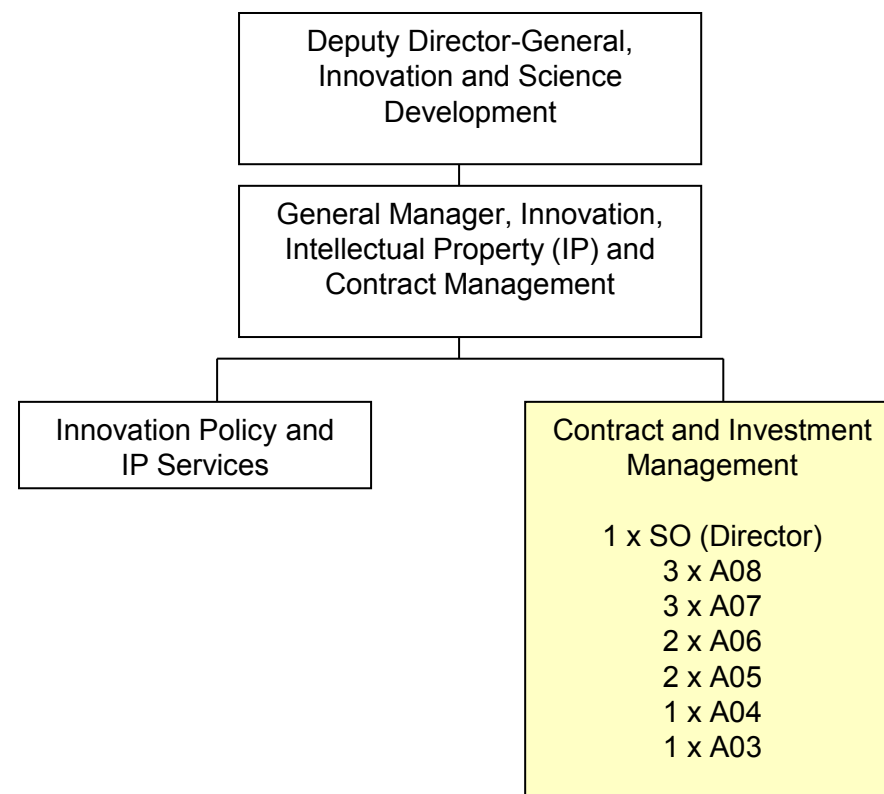 Deputy Director-General,
Innovation and Science
Development
General Manager, Innovation,
Intellectual Property (IP) and
Contract Management
Innovation Policy and
IP Services
Contract and Investment
Management
1 x SO (Director)
3 x A08
3 x A07
2 x A06
2 x A05
1 x A04
1 x A03